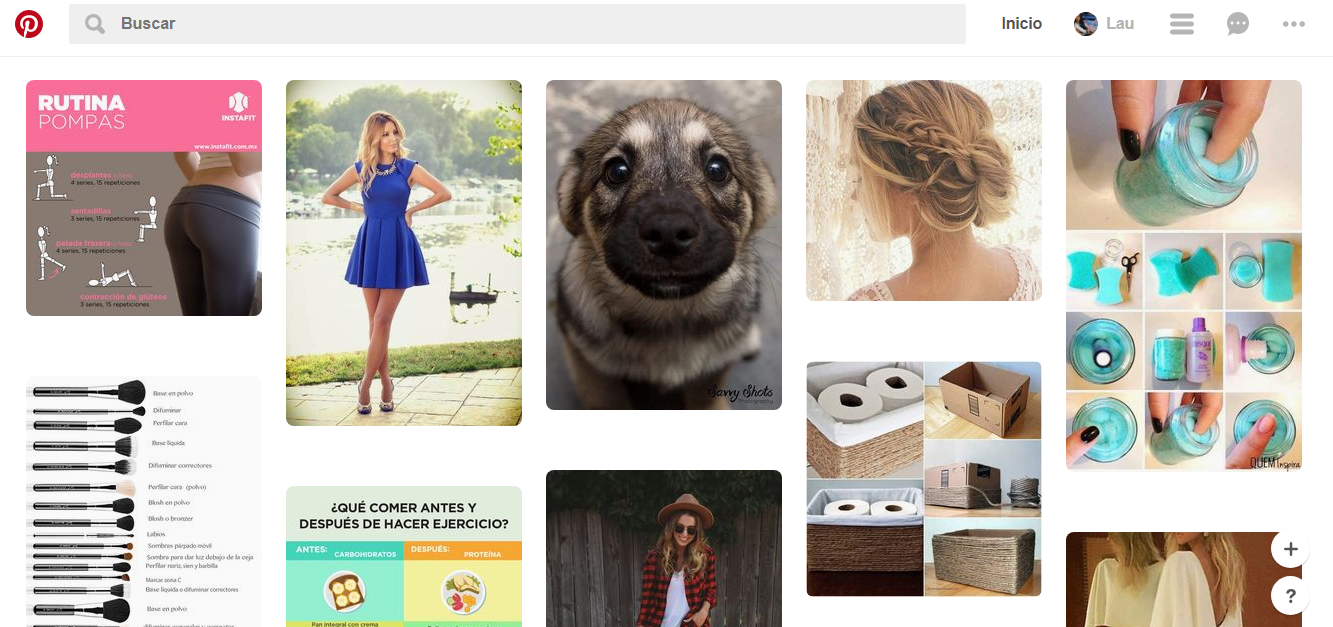 Buscar
Inicio
Lau
RUTINA
POMPAS
INSTAFIT
www.instafit.com.mx
desplantes
4 series, 15 repeticiones
sentadillas
3 series, 15 repeticiones
patada trasera
4 series, 15 repeticiones
contracción de glúteos
3 series, 15 repeticiones
Savvy Shots
Photography
QUEM Inspira
Base en polvo
Difuminar
Perfilar cara
Base liquida
Difuminar correctores
Perfilar cara (polvo)
Blush en polvo
Blush o bronzer
Labios
Sombras párpado móvil
Sombra para dar luz debajo de la ceja
Perfilar nariz, sien y barbilla
Marcar zona C
Base liquida o difuminar correctores
Base en polvo
¿QUÉ COMER ANTES Y
DESPUÉS DE HACER EJERCICIO?
ANTES: CARBOHIDRATOS
DESPUÉS: PROTEÍNA
Pan integral con crema
?